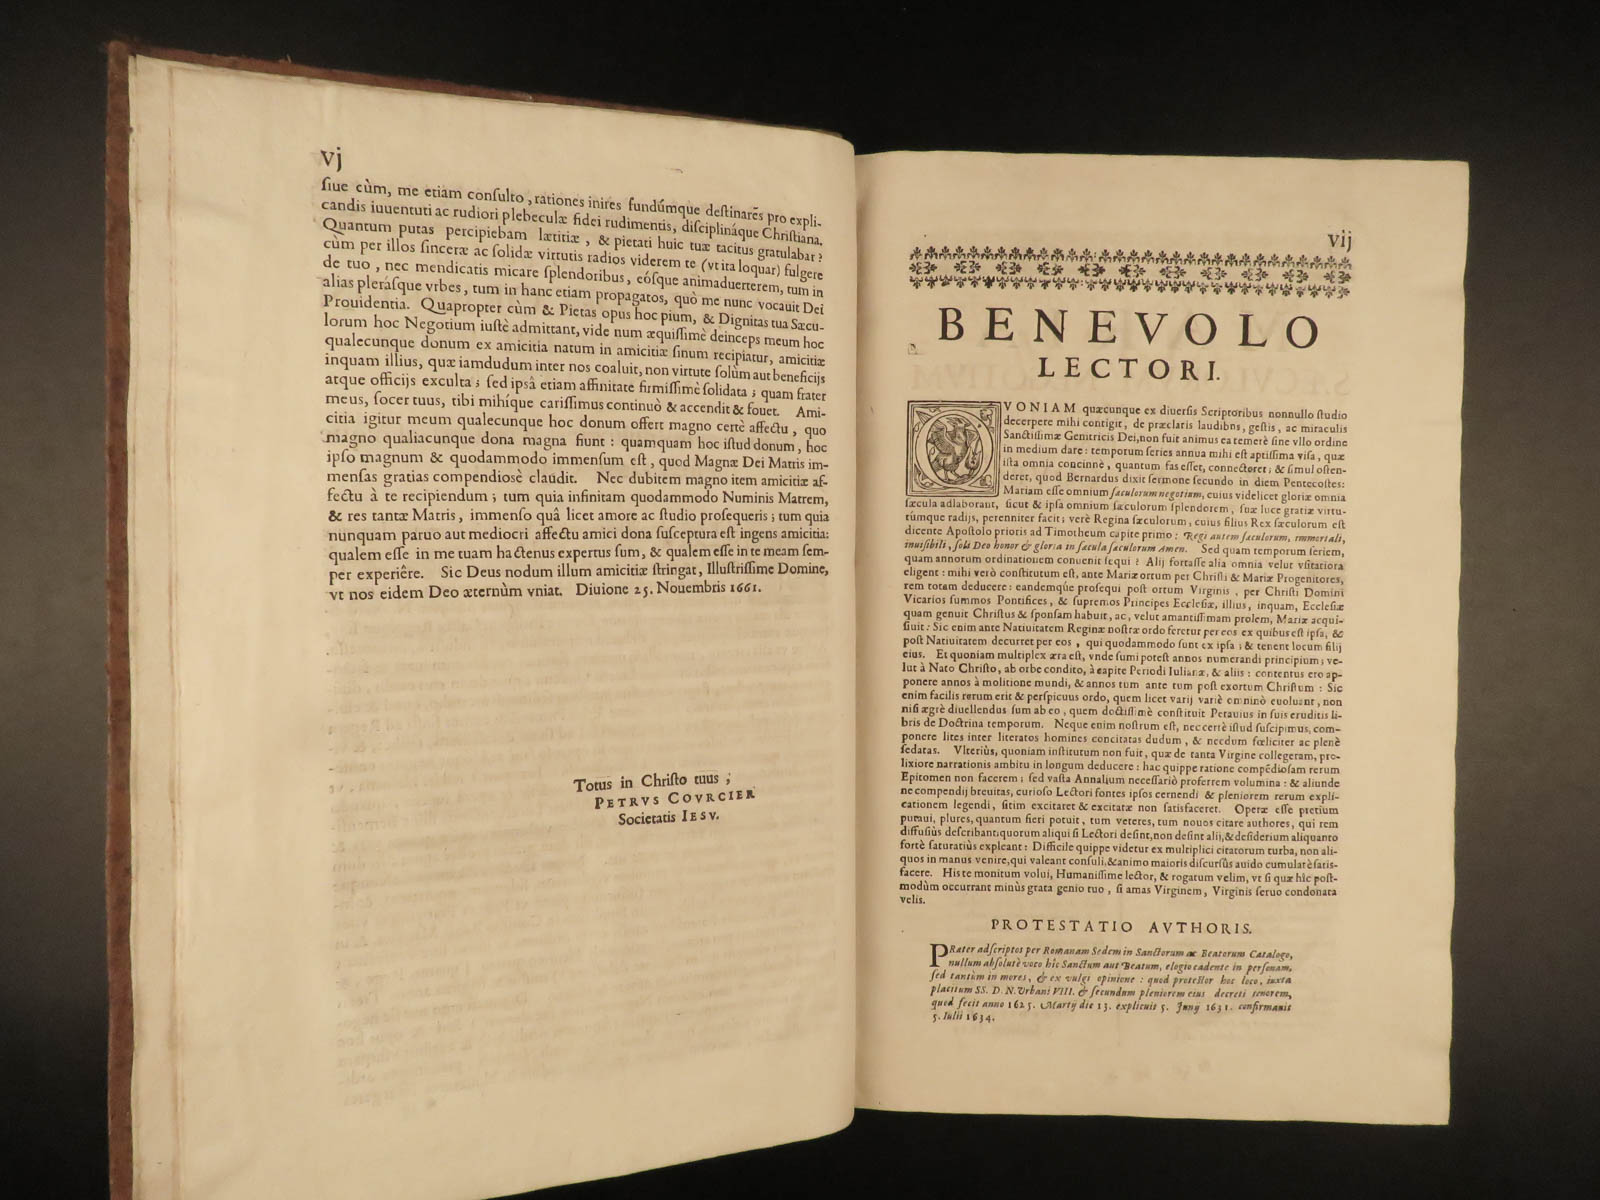 vj
ſiue cùm, me etiam conſulto, rationes inires fundúmque deſtinares pro expli-
candis iuuentuti ac rudiori plebeculæ fidei rudimentis, diſciplináque Chriſtiana.
Quantum putas percipiebam lætitiæ, & pietati huic tuæ tacitus gratulabar?
cùm per illos ſinceræ ac ſolidæ virtutis radios viderem te (vt ita loquar) fulgere
de tuo, nec mendicatis micare ſplendoribus, eóſque animaduerterem, tum in
alias pleráſque vrbes, tum in hanc etiam propagatos, quò me nunc vocauit Dei
Prouidentia. Quapropter cùm & Pietas opus hoc pium, & Dignitas tua Sæcu-
lorum hoc Negotium iuſtè admittant, vide num æquiſſimè deinceps meum hoc
qualecunque donum ex amicitia natum in amicitiæ ſinum recipiatur, amicitiæ
inquam illius, quæ iamdudum inter nos coaluit, non virtute ſolùm aut beneficijs
atque officijs exculta; ſed ipsâ etiam affinitate firmiſſimè ſolidata; quam frater
meus, ſocer tuus, tibi mihíque cariſſimus continuò & accendit & fouet. Ami-
citia igitur meum qualecunque hoc donum offert magno certè affectu, quo
magno qualiacunque dona magna fiunt: quamquam hoc iſtud donum, hoc
ipſo magnum & quodammodo immenſum eſt, quod Magnæ Dei Matris im-
menſas gratias compendiosè claudit. Nec dubitem magno item amicitiæ af-
fectu à te recipiendum; tum quia infinitam quodammodo Numinis Matrem,
& res tantæ Matris, immenſo quâ licet amore ac ſtudio proſequeris; tum quia
nunquam paruo aut mediocri affectu amici dona ſuſceptura eſt ingens amicitia:
qualem eſſe in me tuam hactenus expertus ſum, & qualem eſſe in te meam ſem-
per experiêre. Sic Deus nodum illum amicitiæ ſtringat, Illuſtriſſime Domine,
vt nos eidem Deo æternùm vniat. Diuione 25. Nouembris 1661.
Totus in Chriſto tuus,
PETRVS COVRCIER
Societatis IESV.
vij
BENEVOLO
LECTORI.
QVONIAM quæcunque ex diuerſis Scriptoribus nonnullo ſtudio
decerpere mihi contigit, de præclaris laudibus, geſtis, ac miraculis
Sanctiſſimæ Genitricis Dei, non fuit animus ea temerè ſine vllo ordine
in medium dare: temporum ſeries annua mihi eſt aptiſſima viſa, quæ
iſta omnia concinnè, quantum fas eſſet, connecteret; & ſimul oſten-
deret, quod Bernardus dixit ſermone ſecundo in diem Pentecoſtes:
Mariam eſſe omnium ſæculorum negotium, cuius videlicet gloriæ omnia
ſæcula adlaborant, ſicut & ipſa omnium ſæculorum ſplendorem, ſuæ luce gratiæ virtu-
túmque radijs, perenniter facit; verè Regina ſæculorum, cuius filius Rex ſæculorum eſt
dicente Apoſtolo prioris ad Timotheum capite primo: Regi autem ſæculorum, immortali,
inuiſibili, ſoli Deo honor & gloria in ſæcula ſæculorum Amen. Sed quam temporum ſeriem,
quam annorum ordinationem conuenit ſequi? Alij fortaſſe alia omnia velut vſitatiora
eligent: mihi verò conſtitutum eſt, ante Mariæ ortum per Chriſti & Mariæ Progenitores,
rem totam deducere: eandemque proſequi poſt ortum Virginis, per Chriſti Domini
Vicarios ſummos Pontifices, & ſupremos Principes Eccleſiæ, illius, inquam, Eccleſiæ
quam genuit Chriſtus & ſponſam habuit, ac, velut amantiſſimam prolem, Mariæ acqui-
ſiuit: Sic enim ante Natiuitatem Reginæ noſtræ ordo feretur per eos ex quibus eſt ipſa, &
poſt Natiuitatem decurret per eos, qui quodammodo ſunt ex ipſa; & tenent locum filij
eius. Et quoniam multiplex æra eſt, vnde ſumi poteſt annos numerandi principium; ve-
lut à Nato Chriſto, ab orbe condito, à capite Periodi Iulianæ, & aliis: contentus ero ap-
ponere annos à molitione mundi, & annos tum ante tum poſt exortum Chriſtum: Sic
enim facilis rerum erit & perſpicuus ordo, quem licet varij variè omninò euoluant, non
niſi ægrè diuellendus ſum ab eo, quem doctiſſimè conſtituit Petauius in ſuis eruditis li-
bris de Doctrina temporum. Neque enim noſtrum eſt, nec certè iſtud ſuſcipimus, com-
ponere lites inter literatos homines concitatas dudum, & necdum fœliciter ac plenè
ſedatas. Vlteriùs, quoniam inſtitutum non fuit, quæ de tanta Virgine collegeram, pro-
lixiore narrationis ambitu in longum deducere: hac quippe ratione compēdioſam rerum
Epitomen non facerem; ſed vaſta Annalium neceſſariò proferrem volumina: & aliunde
ne compendij breuitas, curioſo Lectori fontes ipſos cernendi & pleniorem rerum expli-
cationem legendi, ſitim excitaret & excitatæ non ſatisfaceret. Operæ eſſe pretium
putaui, plures, quantum fieri potuit, tum veteres, tum nouos citare authores, qui rem
diffuſiùs deſcribant: quorum aliqui ſi Lectori deſint, non deſint alij, & deſiderium aliquanto
fortè ſaturatiùs expleant: Difficile quippe videtur ex multiplici citatorum turba, non ali-
quos in manus venire, qui valeant conſuli, & animo maioris diſcurſûs auido cumulatè ſatis-
facere. His te monitum volui, Humaniſſime lector, & rogatum velim, vt ſi quæ hîc poſt-
modùm occurrant minùs grata genio tuo, ſi amas Virginem, Virginis ſeruo condonata
velis.
PROTESTATIO AVTHORIS.
PRæter adſcriptos per Romanam Sedem in Sanctorum ac Beatorum Catalogo,
nullum abſolutè voco hîc Sanctum aut Beatum, elogio cadente in perſonam,
ſed tantùm in mores, & ex vulgi opinione: quod proteſtor hoc loco, iuxta
placitum SS. D. N. Vrbani VIII. & ſecundum pleniorem eius decreti tenorem,
quod fecit anno 1625. Martij die 13. explicuit 5. Junij 1631. confirmauit
5. Iulii 1634.